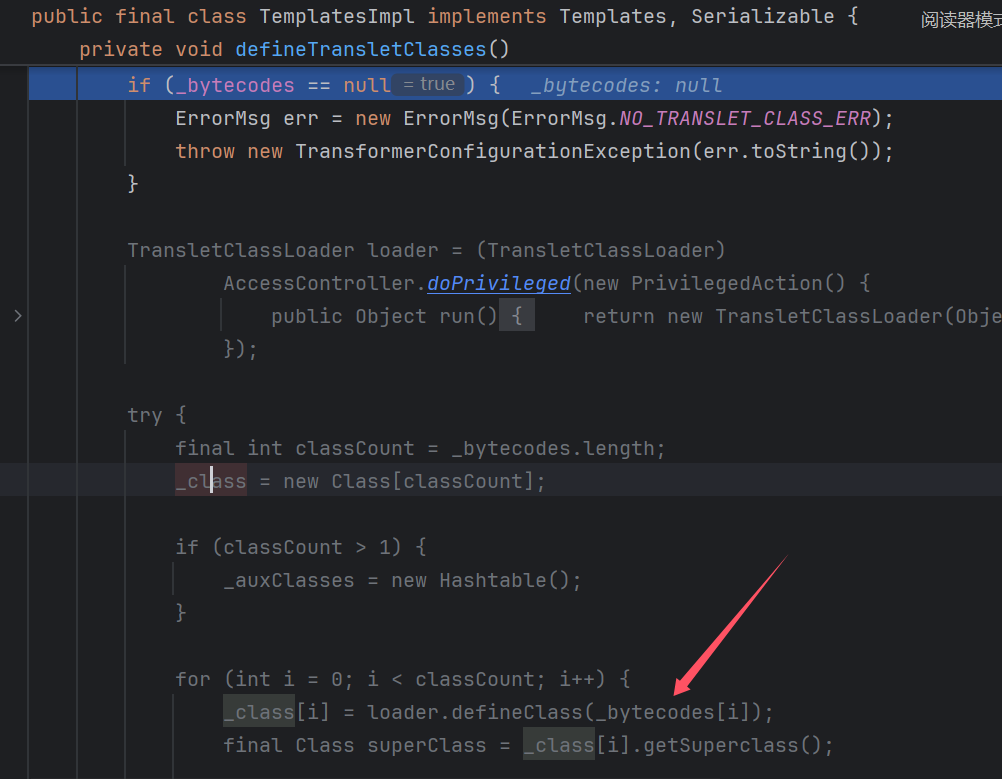 public final class TemplatesImpl implements Templates, Serializable {
阅读器模式
private void defineTransletClasses()
if (_bytecodes == null = true ) { _bytecodes: null
ErrorMsg err = new ErrorMsg(ErrorMsg.NO_TRANSLET_CLASS_ERR);
throw new TransformerConfigurationException(err.toString());
}
TransletClassLoader loader = (TransletClassLoader)
AccessController.doPrivileged(new PrivilegedAction() {
public Object run() { return new TransletClassLoader(Obje
});
try {
final int classCount = _bytecodes.length;
_class = new Class[classCount];
if (classCount > 1) {
_auxClasses = new Hashtable();
}
for (int i = 0; i < classCount; i++) {
_class[i] = loader.defineClass(_bytecodes[i]);
final Class superClass = _class[i].getSuperclass();